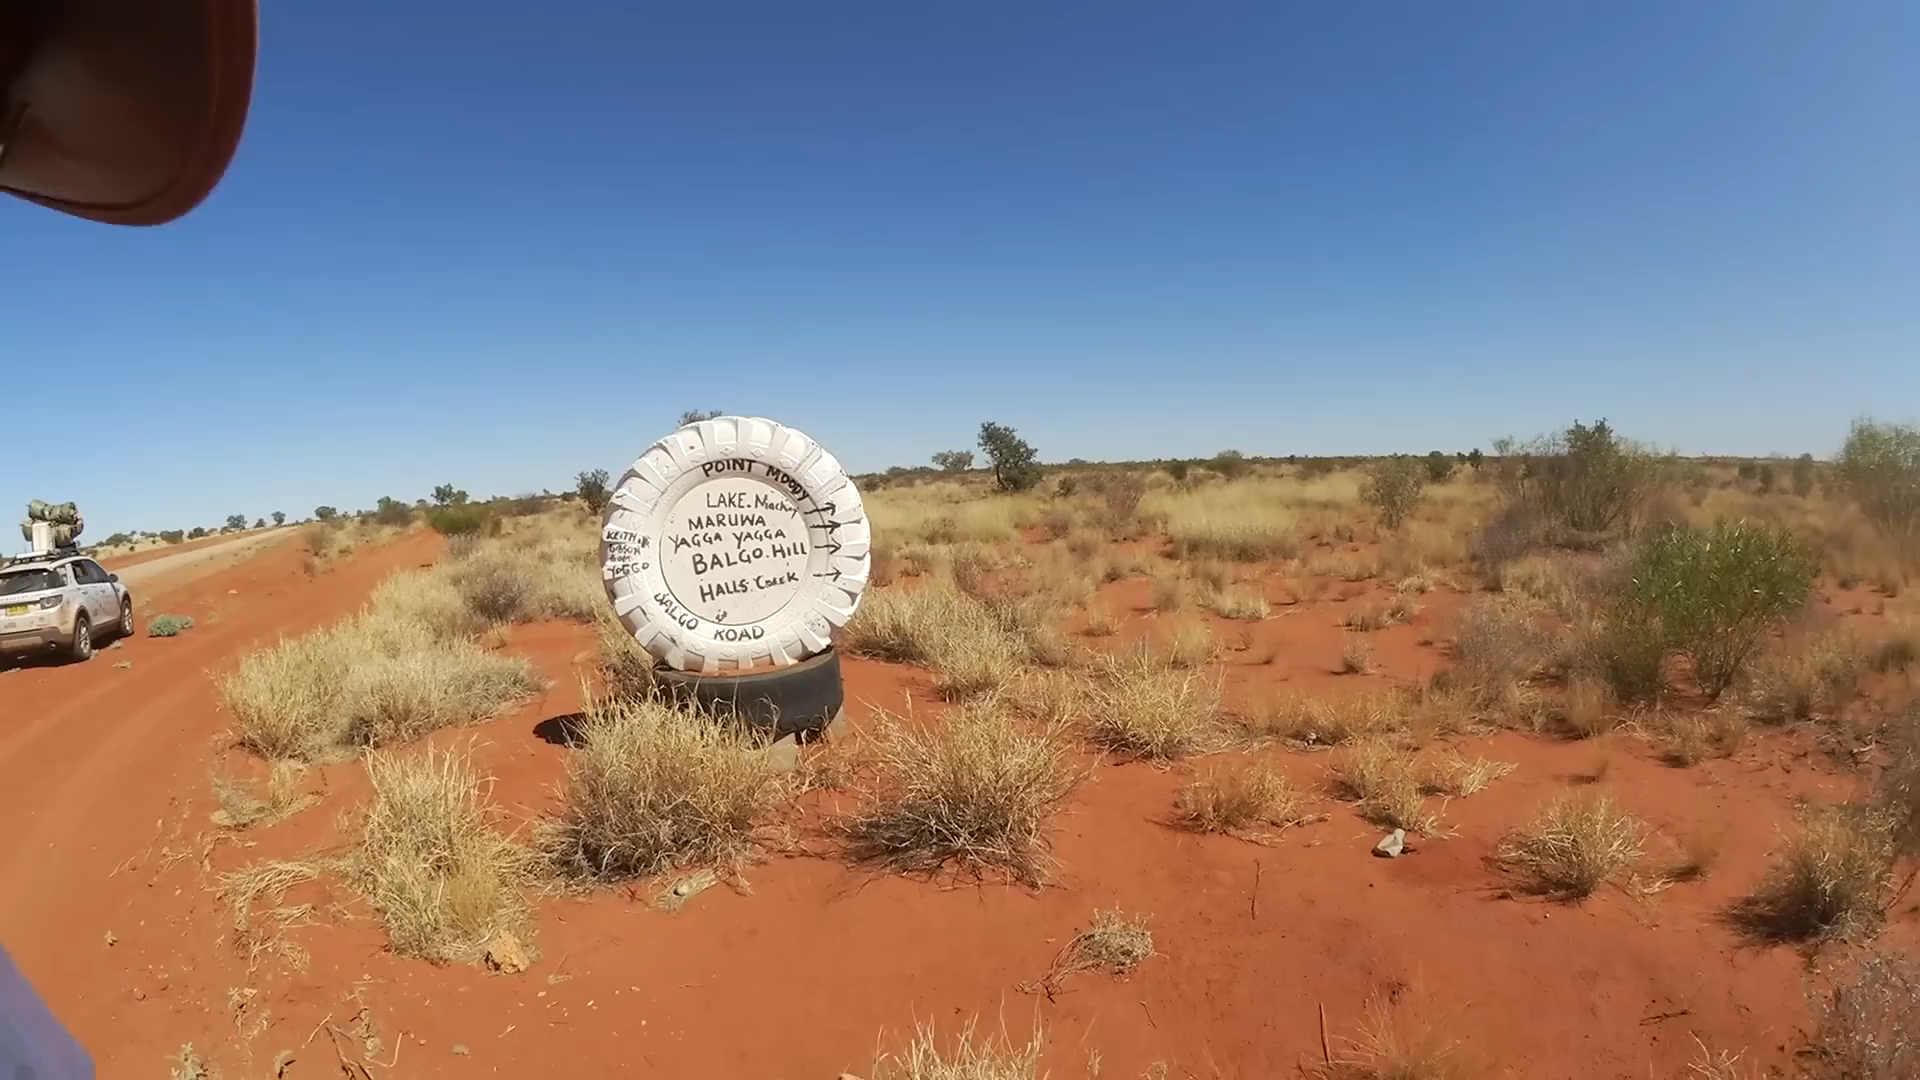 POINT MOODY
LAKE. Mackay
MARUWA
YAGGA YAGGA
BALGO. Hill
HALLS. Creek
KEITH
GIBSON
YAGGO
BALGO ROAD